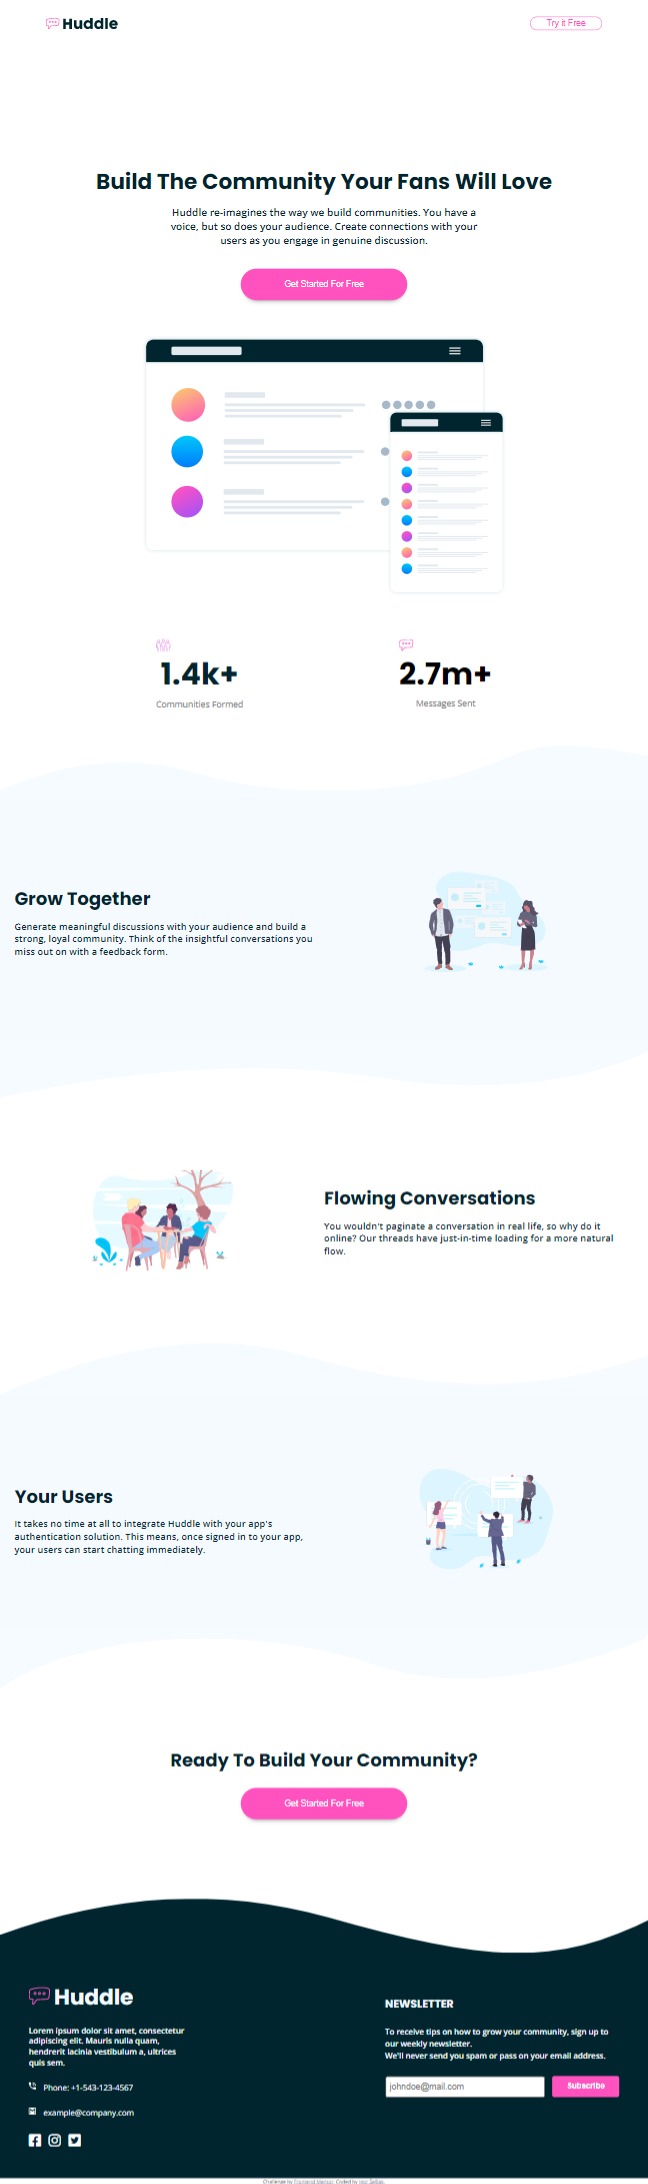 Huddle
Try it Free
Build The Community Your Fans Will Love
Huddle re-imagines the way we build communities. You have a
voice, but so does your audience. Create connections with your
users as you engage in genuine discussion.
Get Started For Free
1.4k+
Communities Formed
2.7m+
Messages Sent
Grow Together
Generate meaningful discussions with your audience and build a
strong, loyal community. Think of the insightful conversations you
miss out on with a feedback form.
Flowing Conversations
You wouldn't paginate a conversation in real life, so why do it
online? Our threads have just-in-time loading for a more natural
flow.
Your Users
It takes no time at all to integrate Huddle with your app's
authentication solution. This means, once signed in to your app,
your users can start chatting immediately.
Ready To Build Your Community?
Get Started For Free
Huddle
Lorem ipsum dolor sit amet, consectetur
adipiscing elit. Mauris nulla quam,
hendrerit lacinia vestibulum a, ultrices
quis sem.
Phone: +1-543-123-4567
example@company.com
NEWSLETTER
To receive tips on how to grow your community, sign up to
our weekly newsletter.
We'll never send you spam or pass on your email address.
johndoe@mail.com
Subscribe
Challenge by Frontend Mentor. Coded by